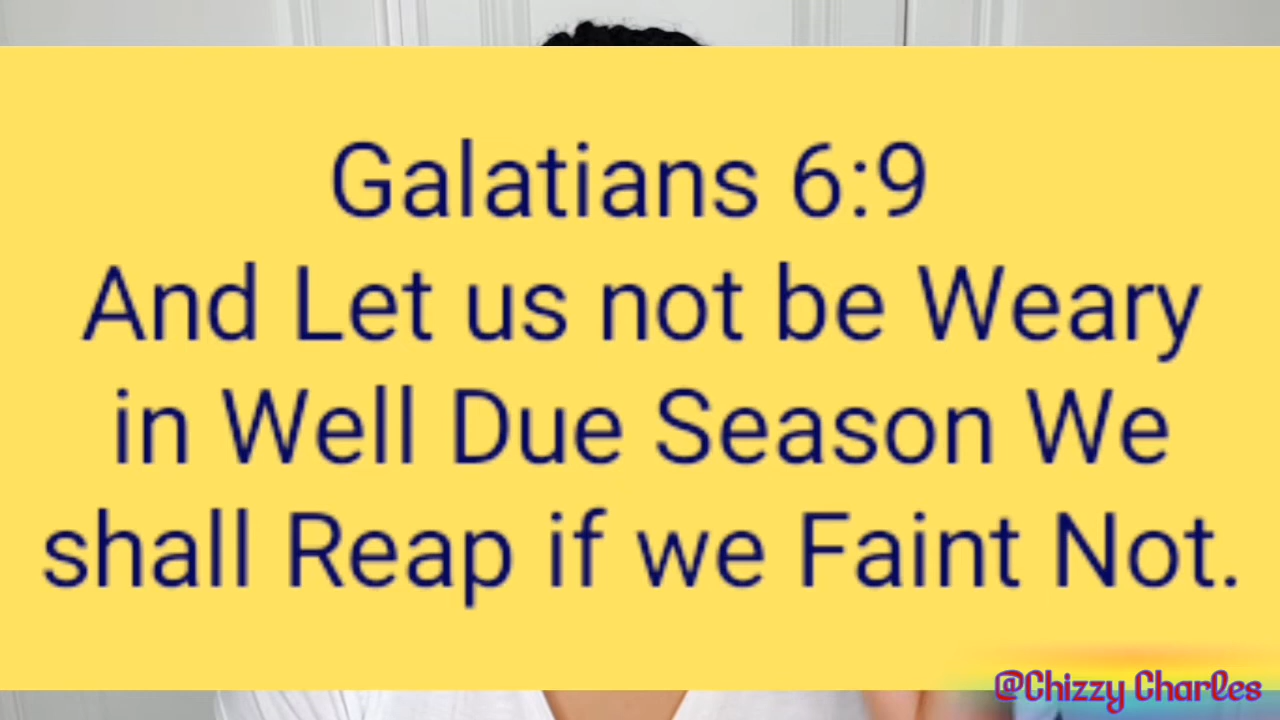 Galatians 6:9
And Let us not be Weary
in Well Due Season We
shall Reap if we Faint Not.
@Chizzy Charles